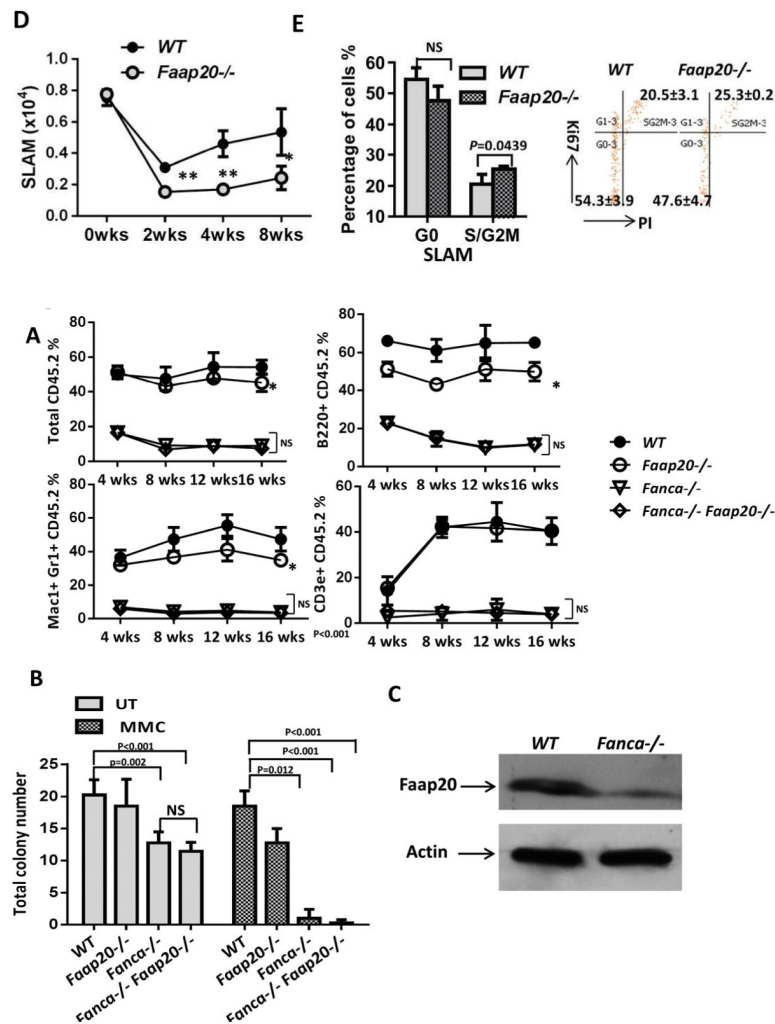 D
WT
Faap20-/-
SLAM (x10⁴)
1.0
0.8
0.6
0.4
0.2
0.0
**
**
*
0wks 2wks 4wks 8wks
E
NS
WT
Faap20-/-
P=0.0439
Percentage of cells %
60
50
40
30
20
10
G0 S/G2M
SLAM
WT Faap20-/-
20.5±3.1 25.3±0.2
G1-3 SG2M-3 G1-3 SG2M-3
G0-3 G0-3
54.3±3.9 47.6±4.7
Ki67
PI
A
Total CD45.2 %
80
60
40
20
0
*
NS
4 wks 8 wks 12 wks 16 wks
B220+ CD45.2 %
80
60
40
20
0
*
NS
4 wks 8 wks 12 wks 16 wks
Mac1+ Gr1+ CD45.2 %
80
60
40
20
0
*
NS
4 wks 8 wks 12 wks 16 wks
P<0.001
CD3e+ CD45.2 %
60
40
20
0
NS
4 wks 8 wks 12 wks 16 wks
WT
Faap20-/-
Fanca-/-
Fanca-/- Faap20-/-
B
UT
MMC
Total colony number
25
20
15
10
5
0
P<0.001
p=0.002
NS
P<0.001
P<0.001
P=0.012
WT
Faap20-/-
Fanca-/-
Fanca-/- Faap20-/-
WT
Faap20-/-
Fanca-/-
Fanca-/- Faap20-/-
C
WT Fanca-/-
Faap20
Actin